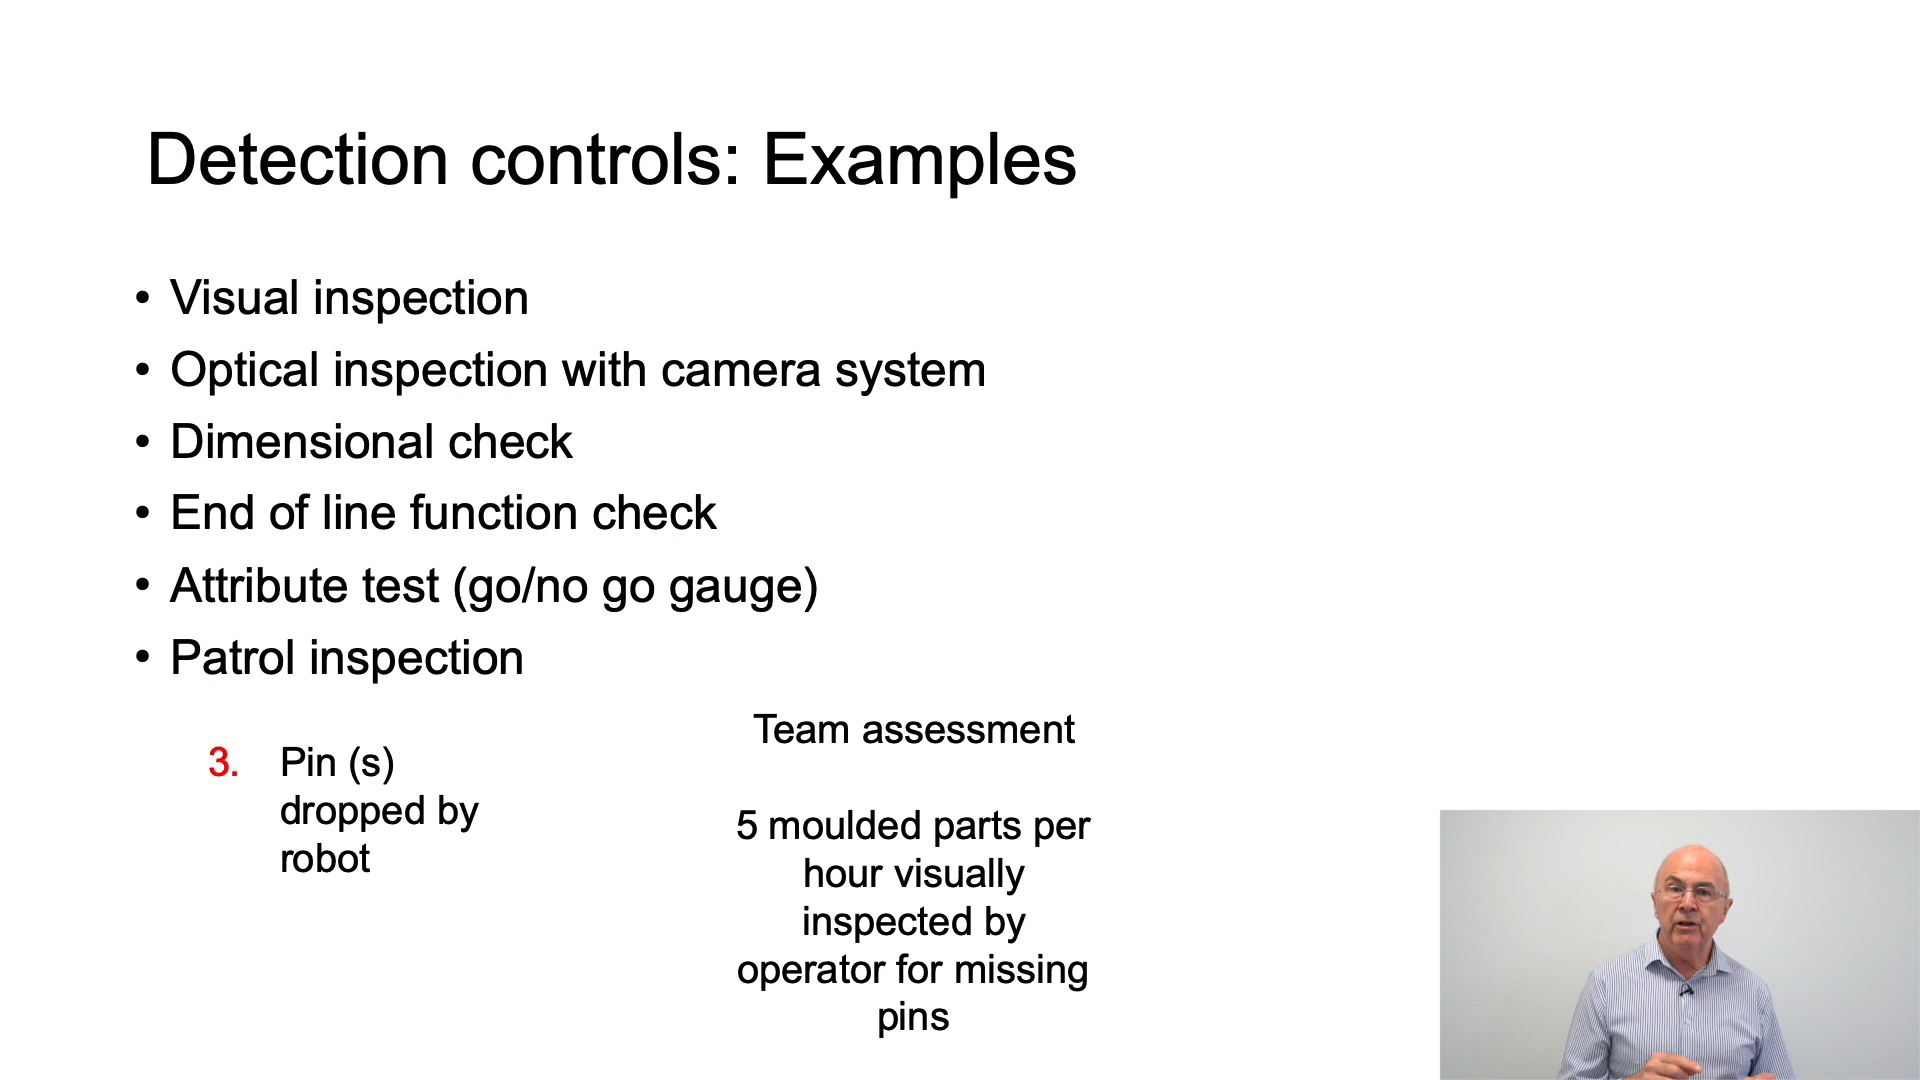 Detection controls: Examples
• Visual inspection
• Optical inspection with camera system
• Dimensional check
• End of line function check
• Attribute test (go/no go gauge)
• Patrol inspection
3. Pin (s)
dropped by
robot
Team assessment
5 moulded parts per
hour visually
inspected by
operator for missing
pins